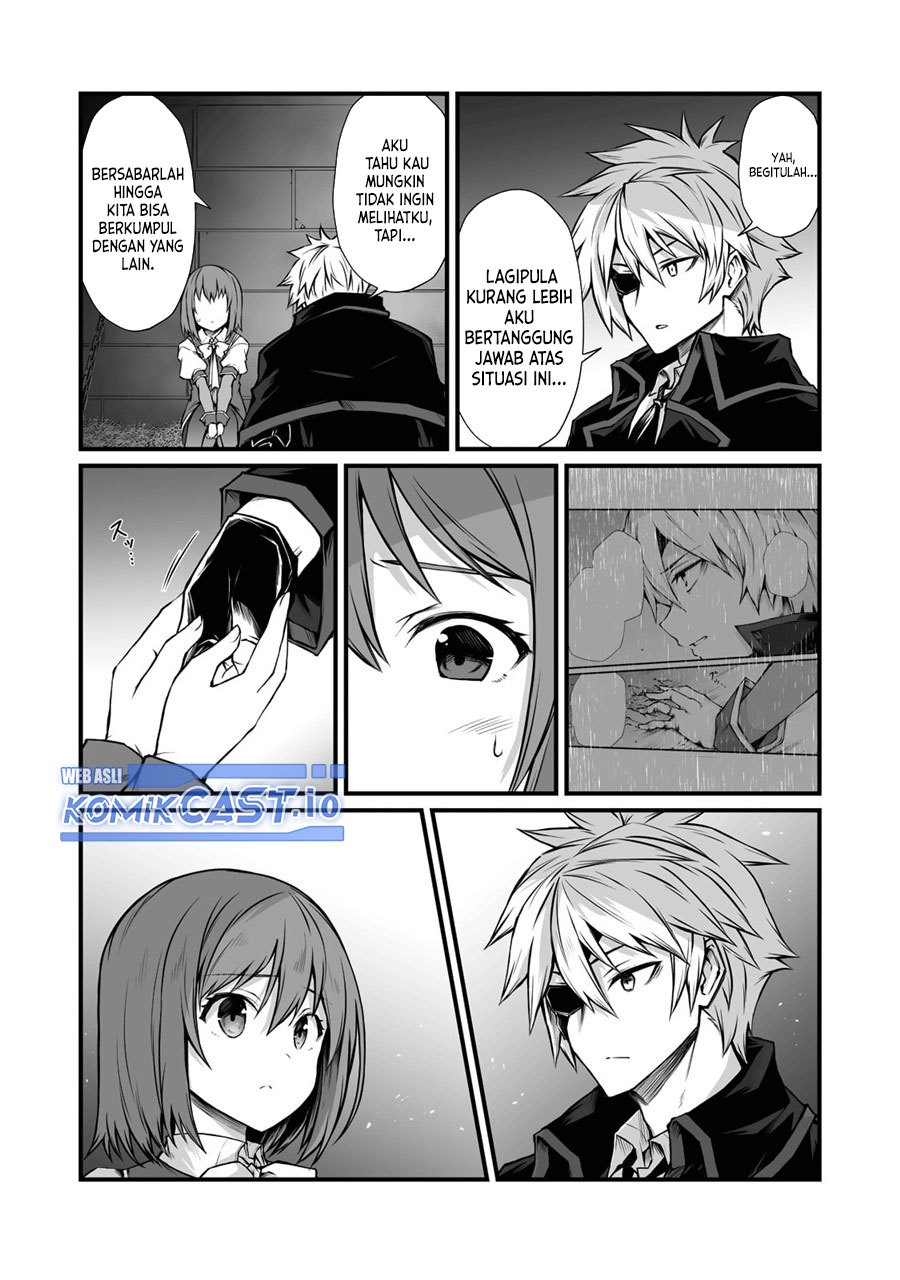 YAH,
BEGITULAH...
LAGIPULA
KURANG LEBIH
AKU
BERTANGGUNG
JAWAB ATAS
SITUASI INI...
AKU
TAHU KAU
MUNGKIN
TIDAK INGIN
MELIHATKU,
TAPI...
BERSABARLAH
HINGGA
KITA BISA
BERKUMPUL
DENGAN YANG
LAIN.
スッ…
WEB ASLI
KOMIKCAST.io